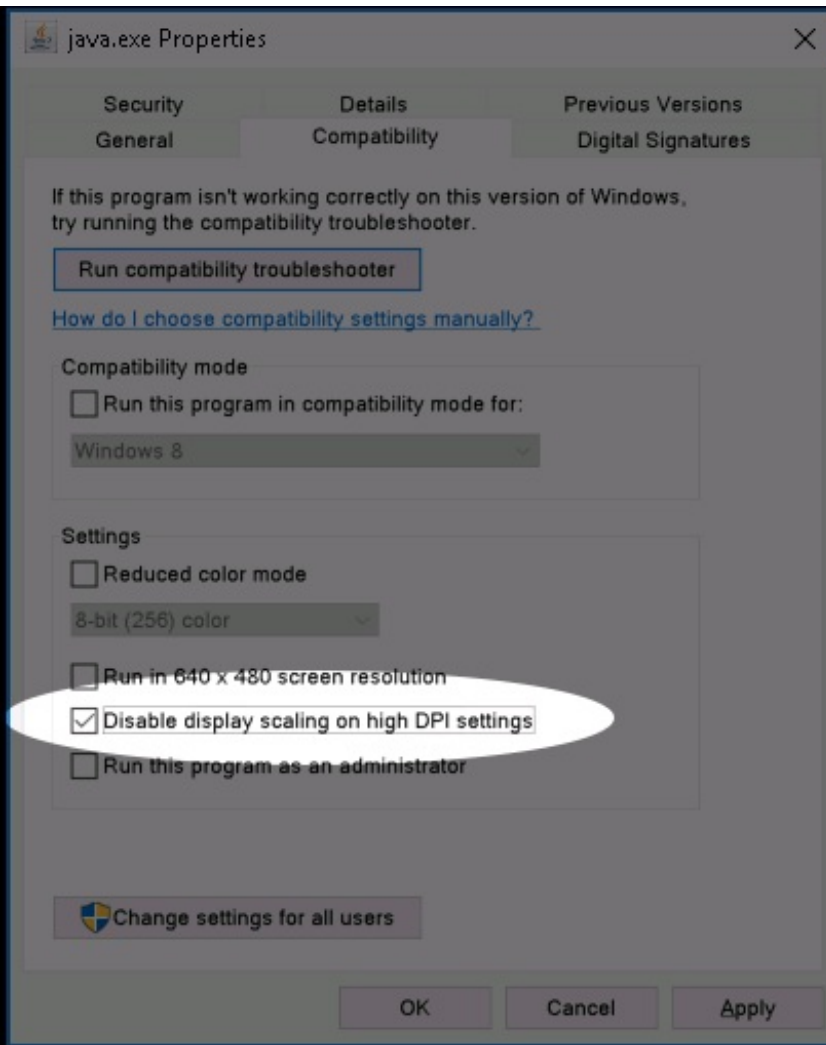 java.exe Properties
Security Details Previous Versions
General Compatibility Digital Signatures
If this program isn't working correctly on this version of Windows,
try running the compatibility troubleshooter.
Run compatibility troubleshooter
How do I choose compatibility settings manually?
Compatibility mode
Run this program in compatibility mode for:
Windows 8
Settings
Reduced color mode
8-bit (256) color
Run in 640 x 480 screen resolution
Disable display scaling on high DPI settings
Run this program as an administrator
Change settings for all users
OK Cancel Apply